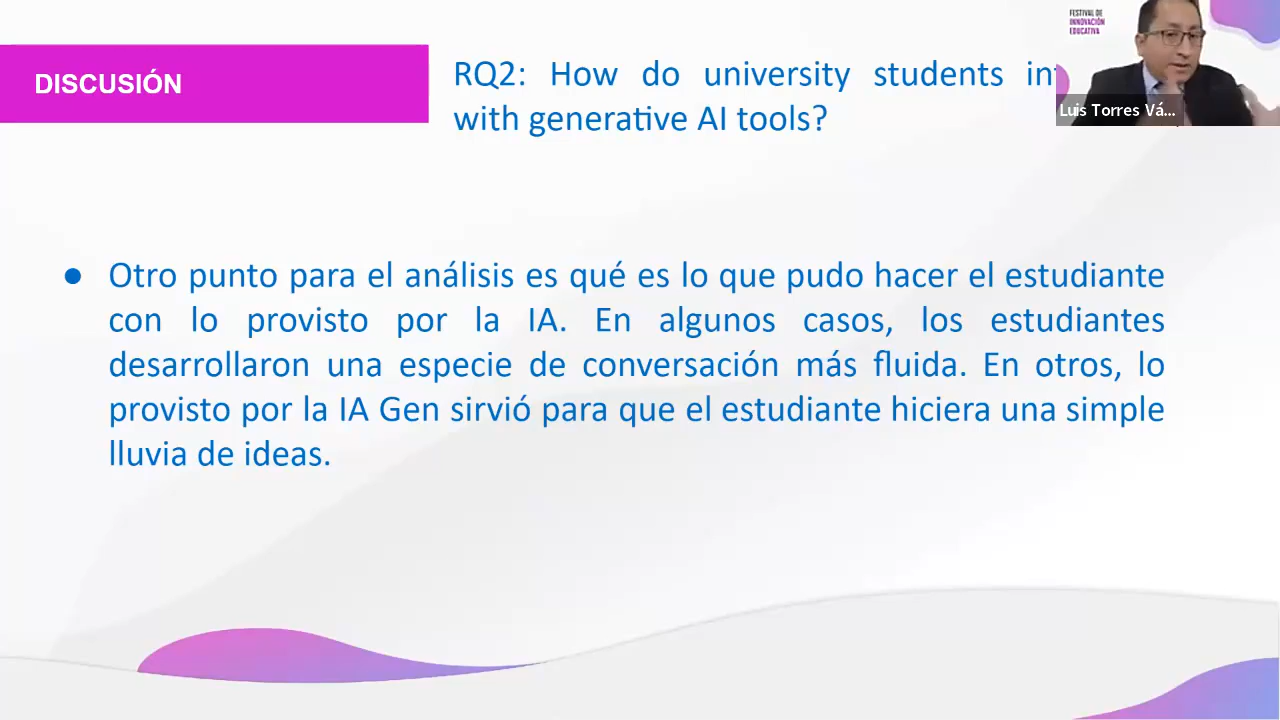 DISCUSIÓN
RQ2: How do university students
with generative AI tools?
FESTIVAL DE
INNOVACIÓN
EDUCATIVA
Luis Torres Vá...
● Otro punto para el análisis es qué es lo que pudo hacer el estudiante
con lo provisto por la IA. En algunos casos, los estudiantes
desarrollaron una especie de conversación más fluida. En otros, lo
provisto por la IA Gen sirvió para que el estudiante hiciera una simple
lluvia de ideas.